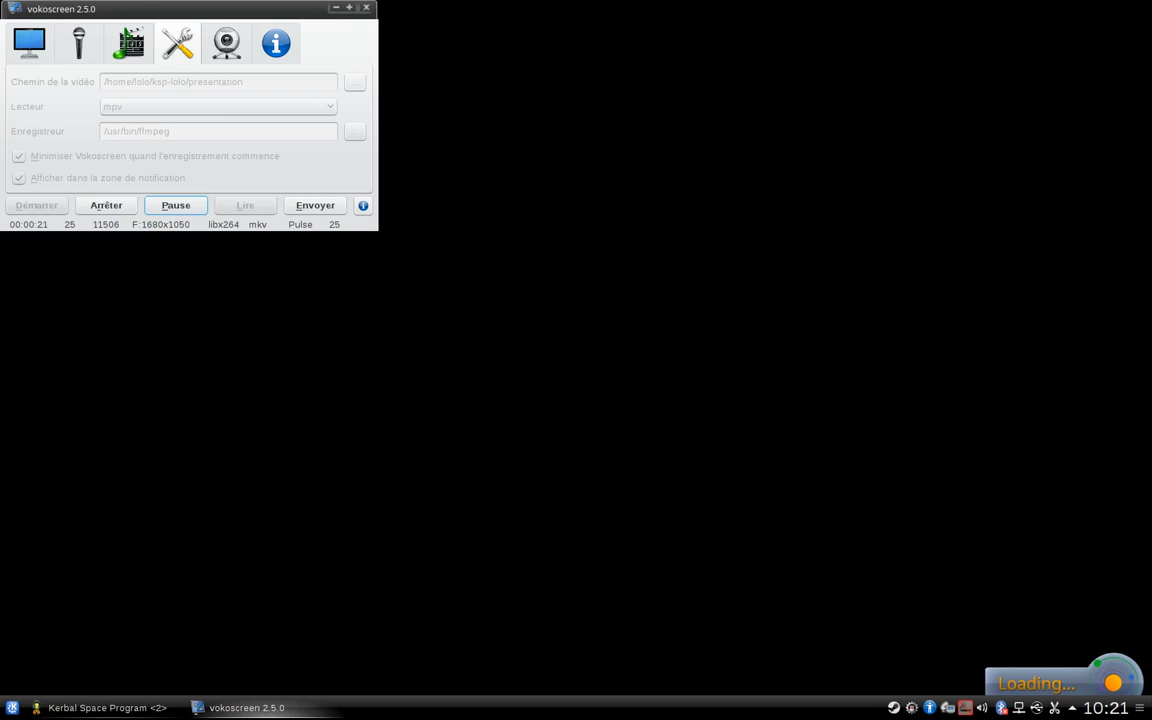 vokoscreen 2.5.0
Chemin de la vidéo /home/lolo/ksp-lolo/presentation ...
Lecteur mpv
Enregistreur /usr/bin/ffmpeg ...
Minimiser Vokoscreen quand l'enregistrement commence
Afficher dans la zone de notification
Démarrer Arrêter Pause Lire Envoyer
00:00:21 25 11506 F:1680x1050 libx264 mkv Pulse 25
Loading...
Kerbal Space Program <2> vokoscreen 2.5.0 10:21